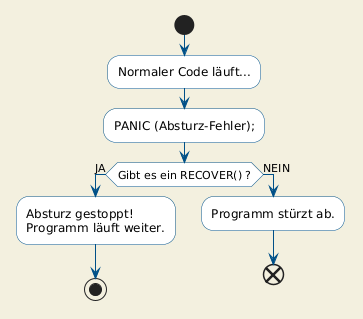 Normaler Code läuft...
PANIC (Absturz-Fehler);
Gibt es ein RECOVER() ?
JA
NEIN
Absturz gestoppt!
Programm läuft weiter.
Programm stürzt ab.